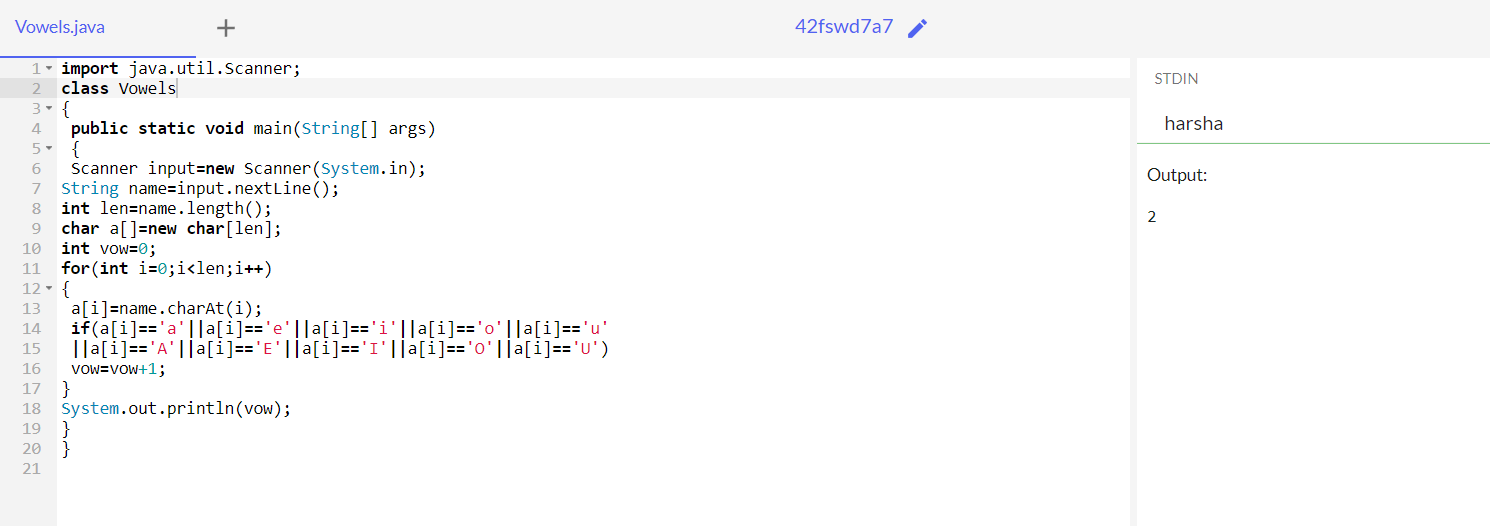 Vowels.java
+
42fswd7a7
1 import java.util.Scanner;
2 class Vowels
3 {
4 public static void main(String[] args)
5 {
6 Scanner input=new Scanner(System.in);
7 String name=input.nextLine();
8 int len=name.length();
9 char a[]=new char[len];
10 int vow=0;
11 for(int i=0;i<len;i++)
12 {
13 a[i]=name.charAt(i);
14 if(a[i]=='a'||a[i]=='e'||a[i]=='i'||a[i]=='o'||a[i]=='u'
15 ||a[i]=='A'||a[i]=='E'||a[i]=='I'||a[i]=='O'||a[i]=='U')
16 vow=vow+1;
17 }
18 System.out.println(vow);
19 }
20 }
21
STDIN
harsha
Output:
2